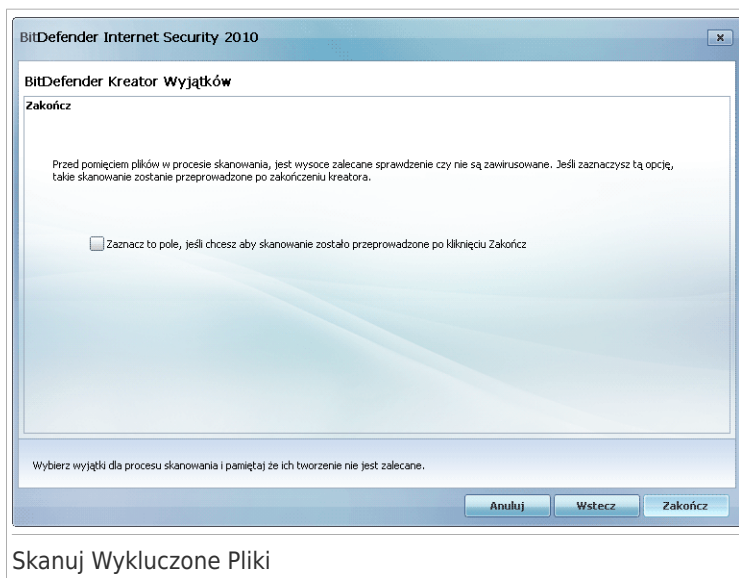 BitDefender Internet Security 2010
BitDefender Kreator Wyjątków
Zakończ
Przed pomięciem plików w procesie skanowania, jest wysoce zalecane sprawdzenie czy nie są zawirusowane. Jeśli zaznaczysz tą opcję,
takie skanowanie zostanie przeprowadzone po zakończeniu kreatora.
Zaznacz to pole, jeśli chcesz aby skanowanie zostało przeprowadzone po kliknięciu Zakończ
Wybierz wyjątki dla procesu skanowania i pamiętaj że ich tworzenie nie jest zalecane.
Anuluj
Wstecz
Zakończ
Skanuj Wykluczone Pliki